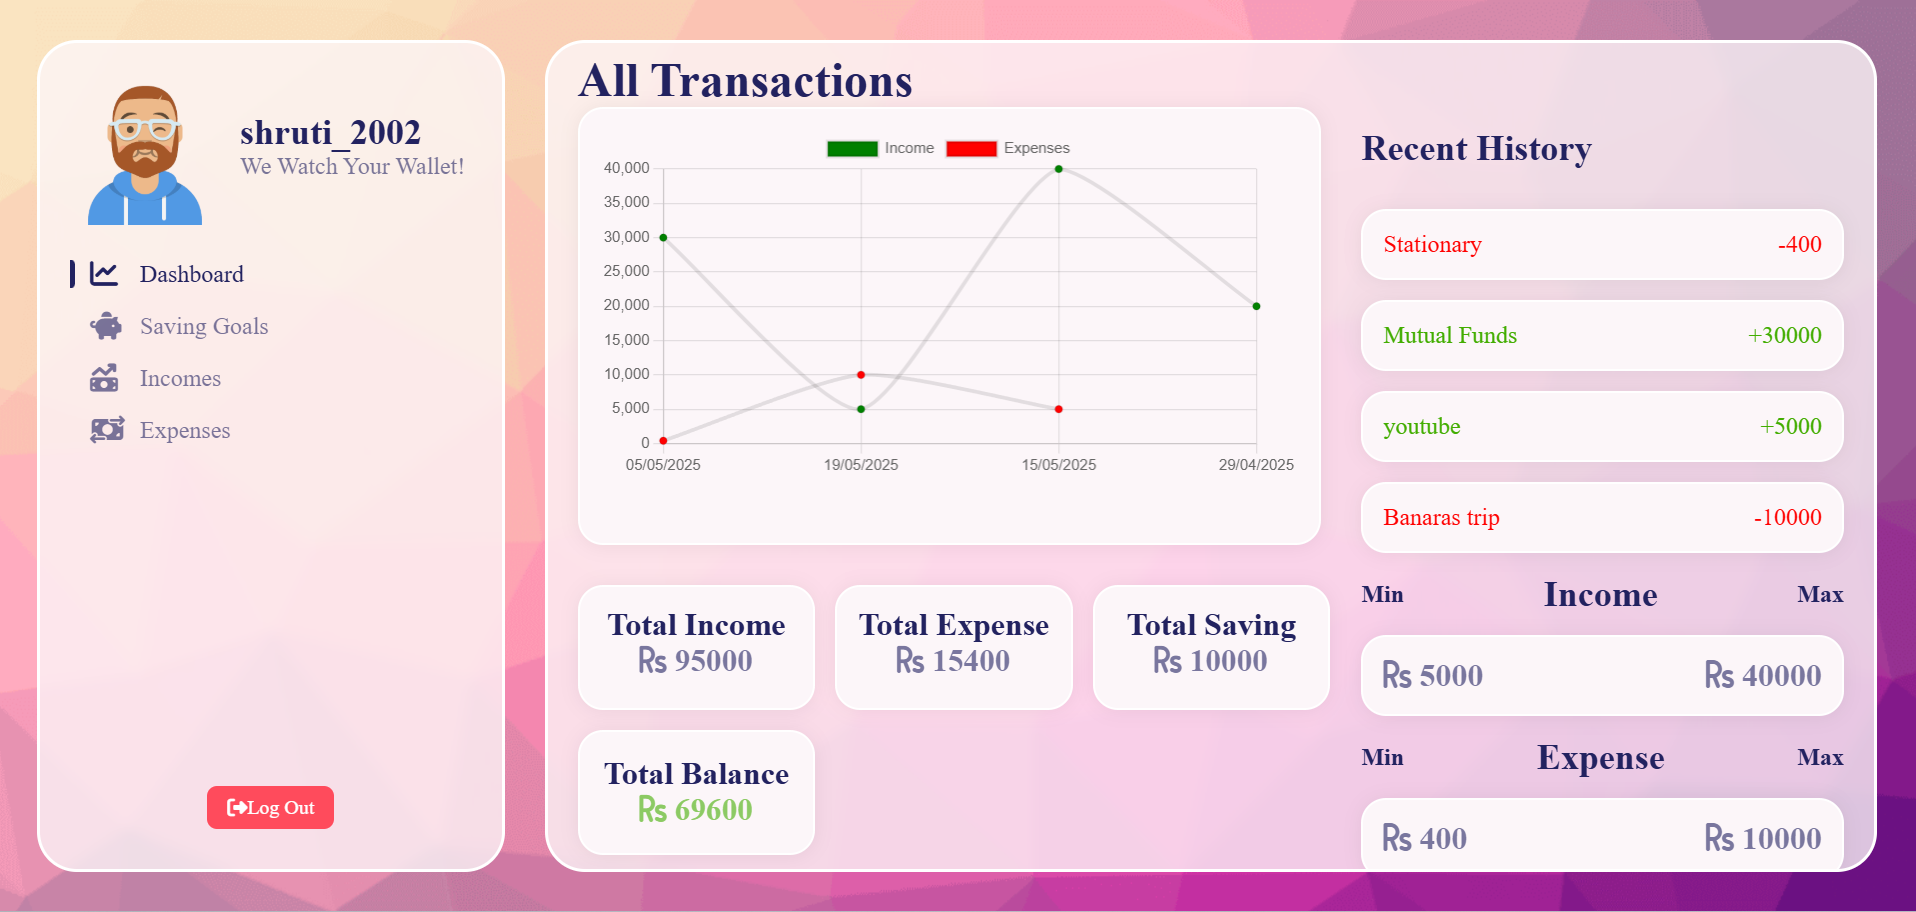 shruti_2002
We Watch Your Wallet!
Dashboard
Saving Goals
Incomes
Expenses
Log Out
All Transactions
Income Expenses
40,000
35,000
30,000
25,000
20,000
15,000
10,000
5,000
0
05/05/2025 19/05/2025 15/05/2025 29/04/2025
Total Income
Rs 95000
Total Expense
Rs 15400
Total Saving
Rs 10000
Total Balance
Rs 69600
Recent History
Stationary -400
Mutual Funds +30000
youtube +5000
Banaras trip -10000
Min Income Max
Rs 5000 Rs 40000
Min Expense Max
Rs 400 Rs 10000